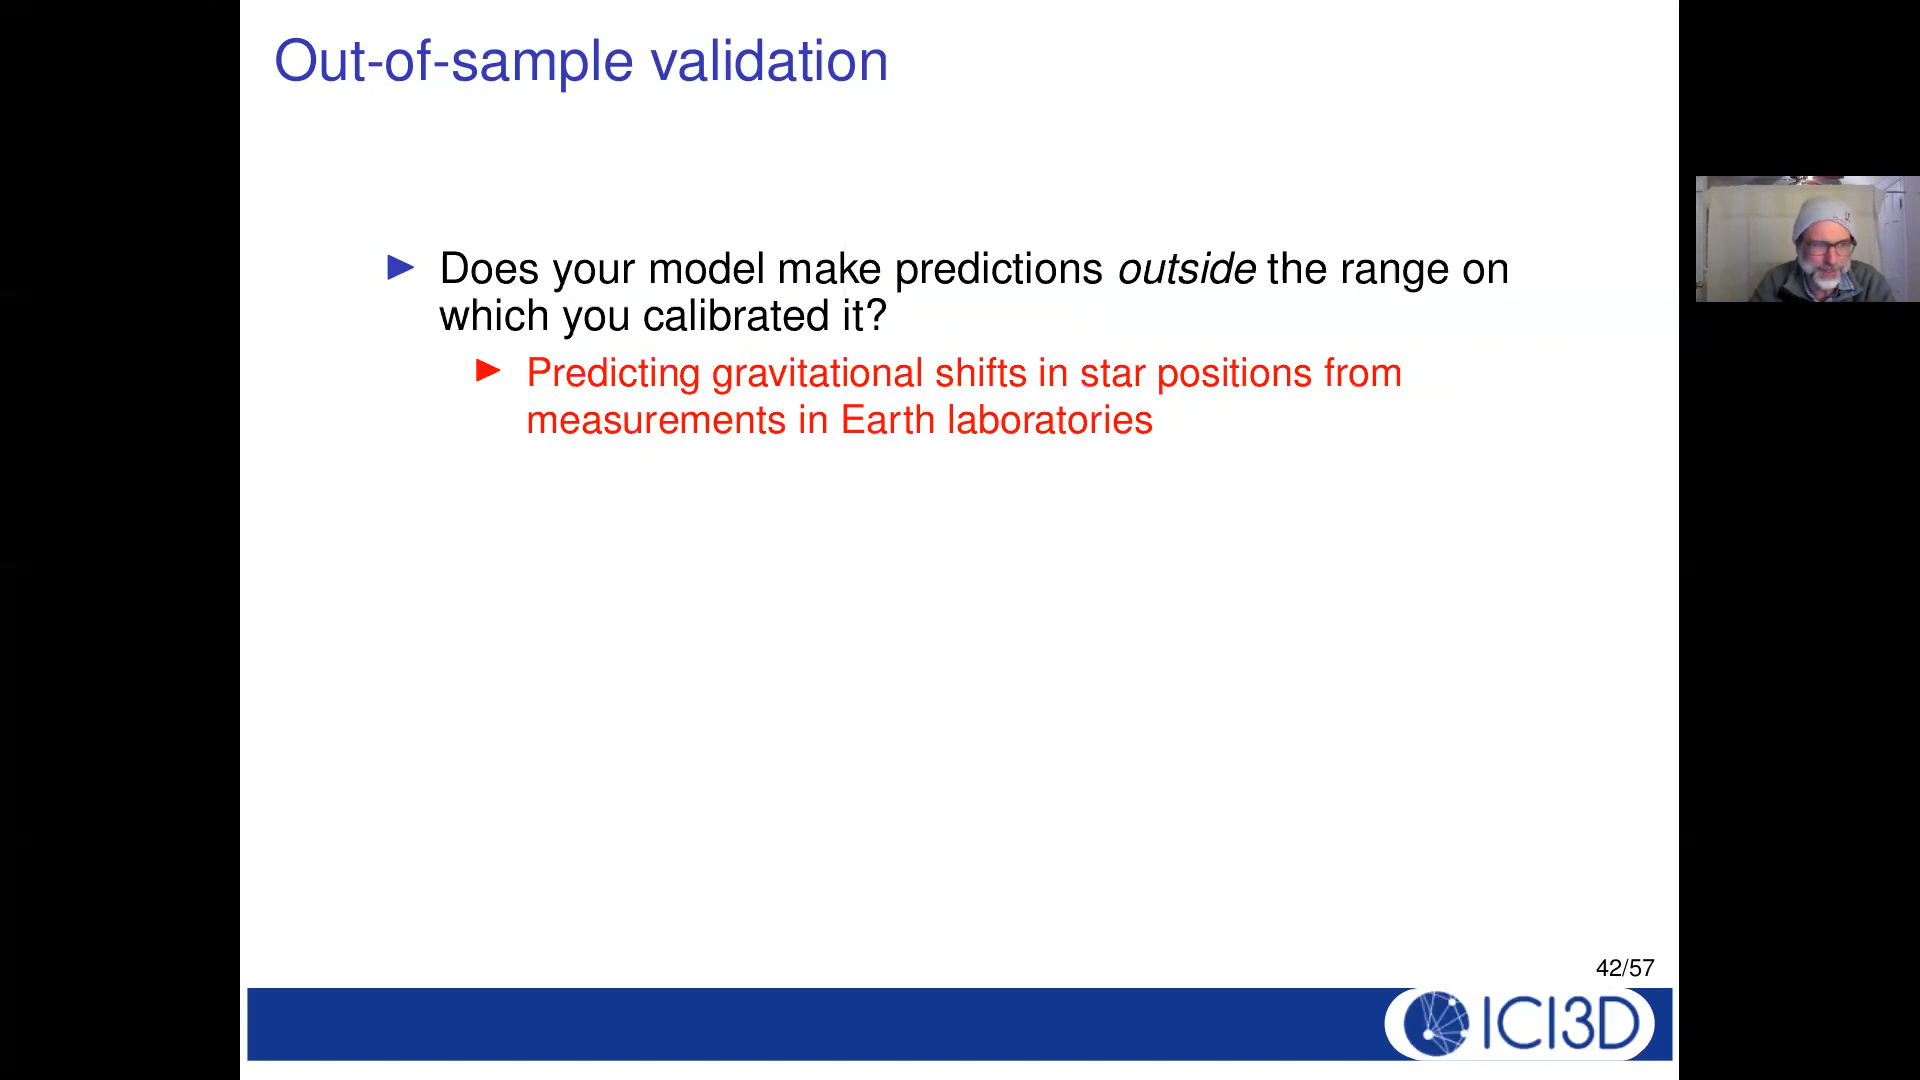 Out-of-sample validation
Does your model make predictions outside the range on
which you calibrated it?
Predicting gravitational shifts in star positions from
measurements in Earth laboratories
42/57
ICI3D